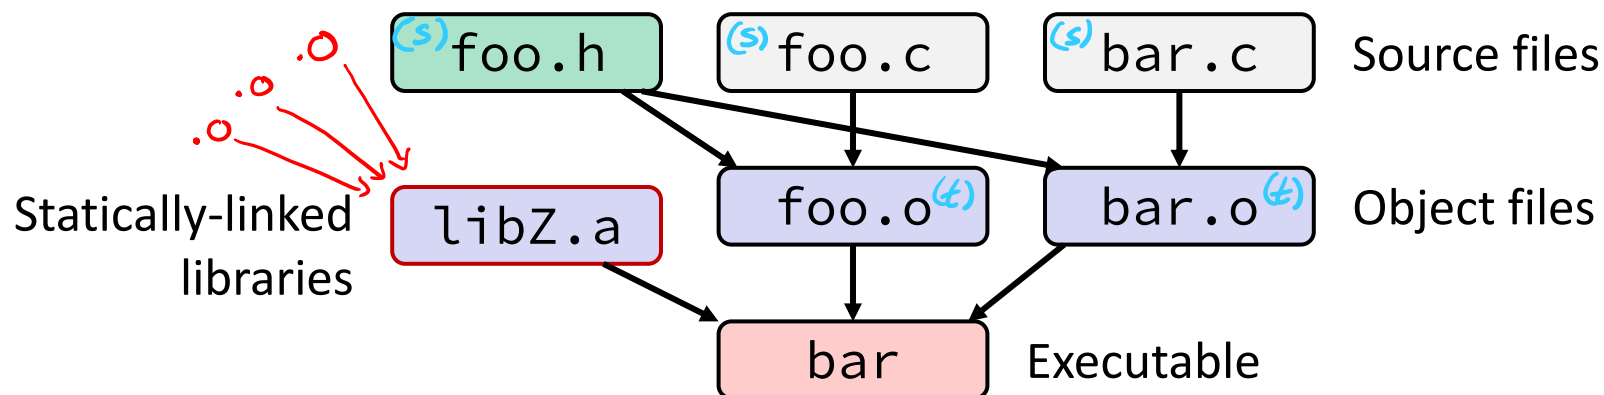 (s) foo.h (s) foo.c (s) bar.c Source files
.o
.o
.o
Statically-linked libraries
libZ.a foo.o (t) bar.o (t) Object files
bar Executable